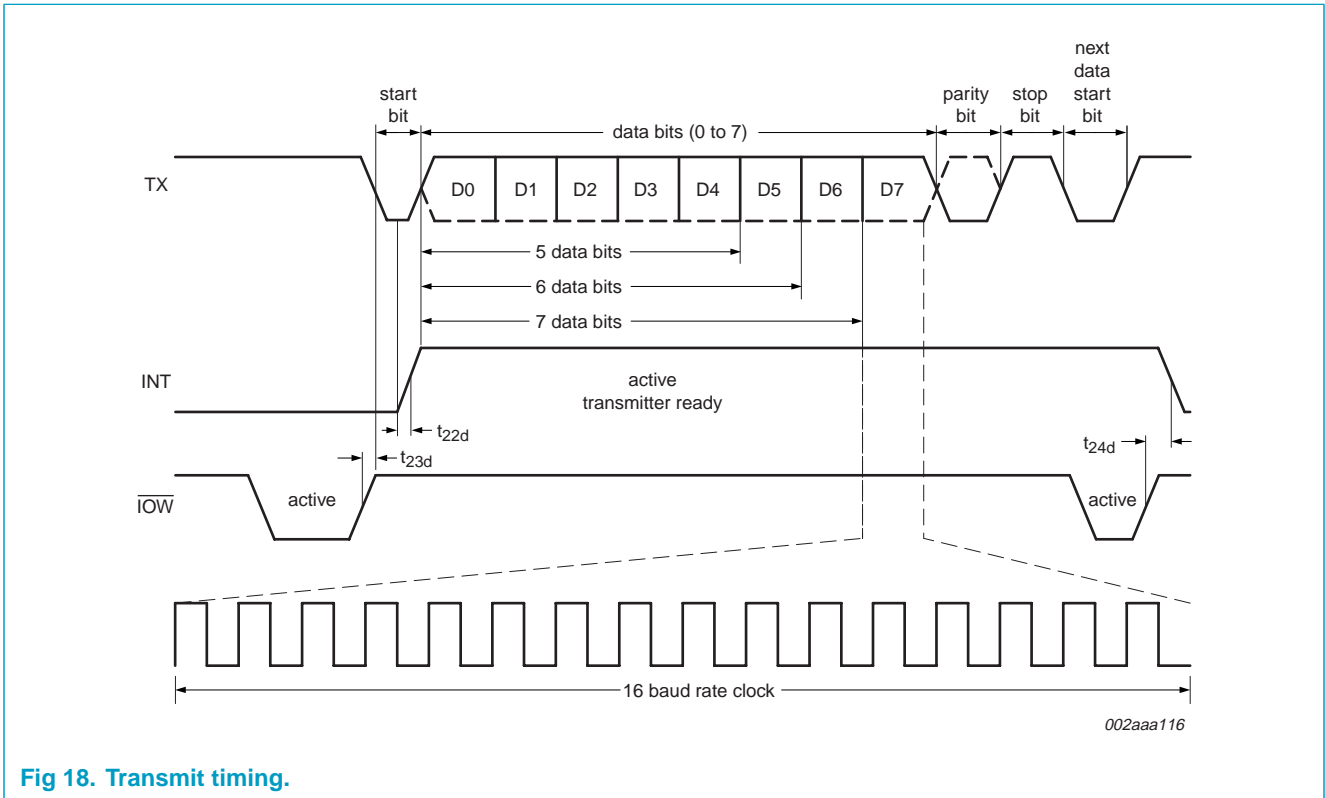 next
data
start
bit
start
bit
parity
bit
stop
bit
data bits (0 to 7)
TX
D0 D1 D2 D3 D4 D5 D6 D7
5 data bits
6 data bits
7 data bits
INT
active
transmitter ready
t22d
t23d
t24d
IOW
active
active
16 baud rate clock
002aaa116
Fig 18. Transmit timing.